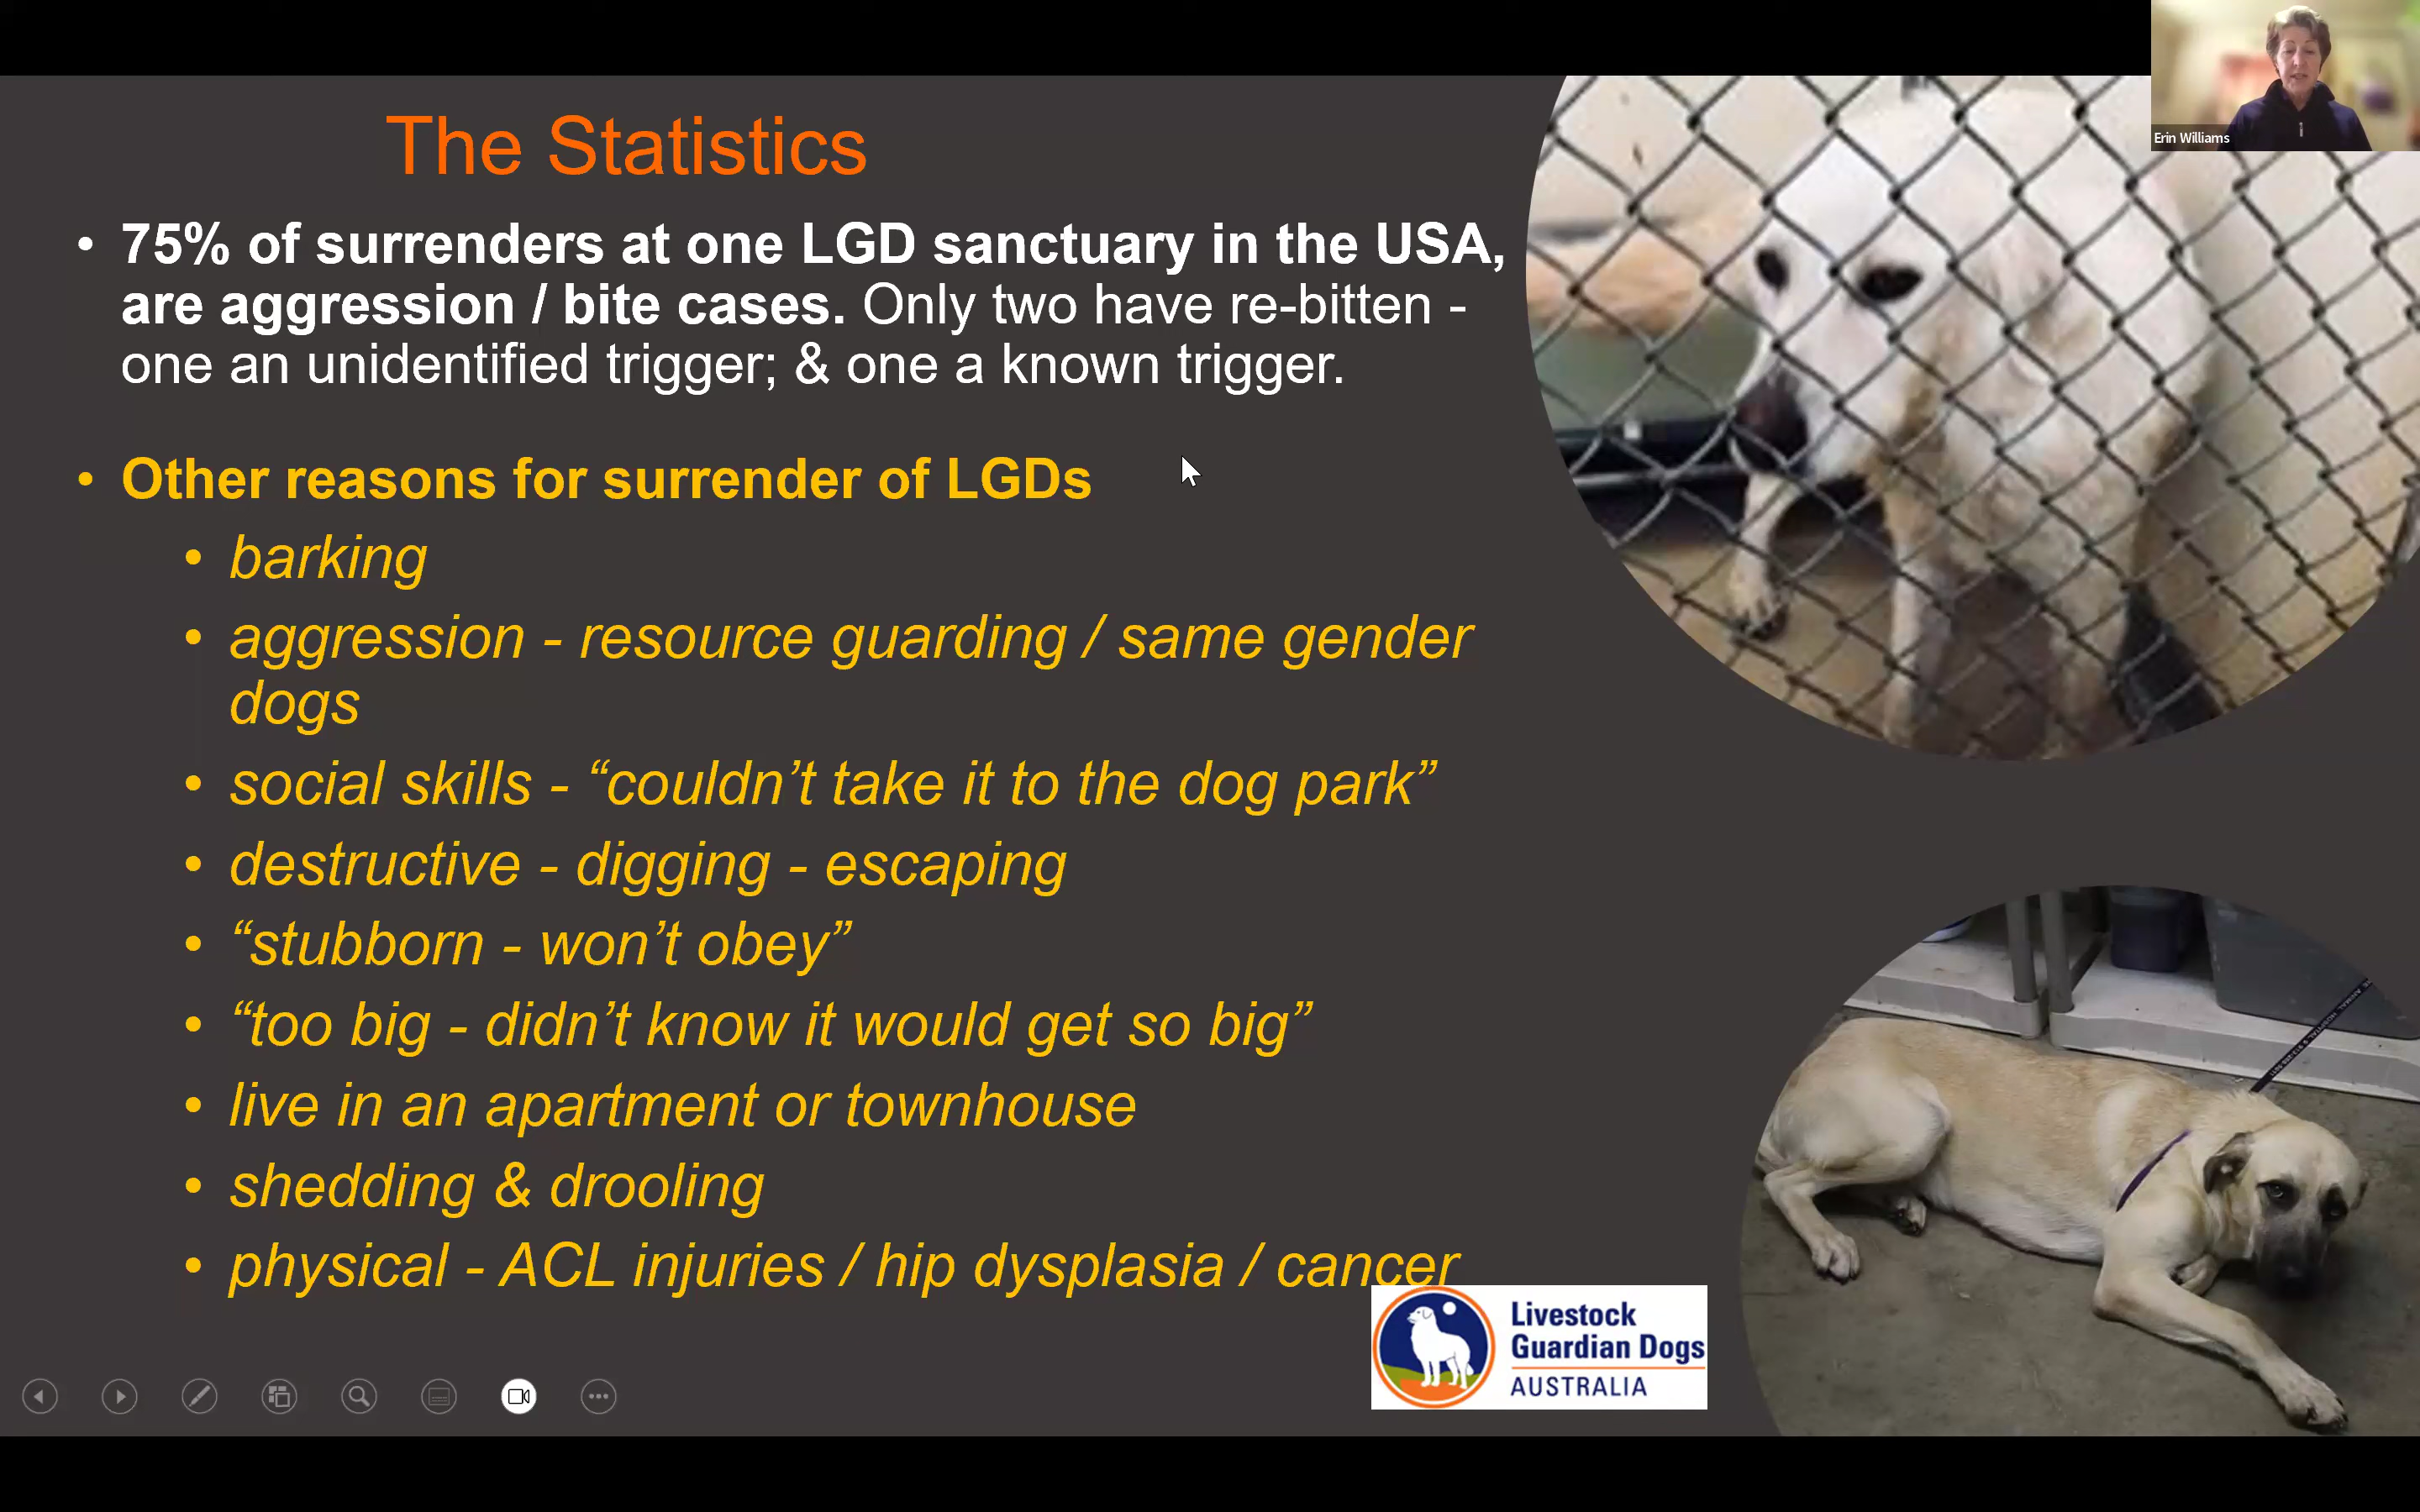 Erin Williams
The Statistics
• 75% of surrenders at one LGD sanctuary in the USA,
are aggression / bite cases. Only two have re-bitten -
one an unidentified trigger; & one a known trigger.
• Other reasons for surrender of LGDs
• barking
• aggression - resource guarding / same gender
dogs
• social skills - “couldn’t take it to the dog park”
• destructive - digging - escaping
• “stubborn - won’t obey”
• “too big - didn’t know it would get so big”
• live in an apartment or townhouse
• shedding & drooling
• physical - ACL injuries / hip dysplasia / cancer
Livestock
Guardian Dogs
AUSTRALIA